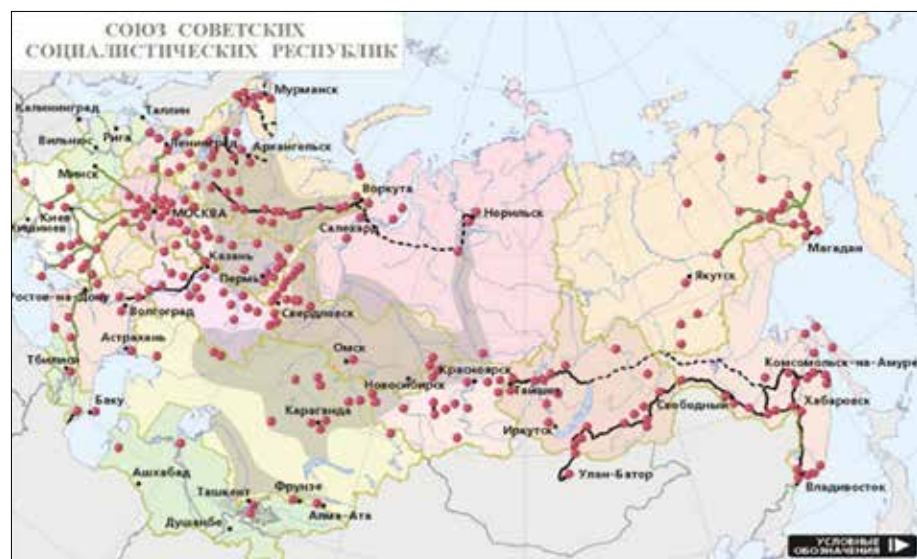 СОЮЗ СОВЕТСКИХ
СОЦИАЛИСТИЧЕСКИХ РЕСПУБЛИК
Мурманск
Калининград
Таллин
Рига
Вильнюс
Ленинград
Архангельск
Минск
Воркута
Норильск
Киев
МОСКВА
Салехард
Кишинев
Магадан
Казань
Пермь
Якутск
Ростов-на-Дону
Волгоград
Свердловск
Астрахань
Омск
Красноярск
Комсомольск-на-Амуре
Тбилиси
Новосибирск
Тайшет
Свободный
Хабаровск
Баку
Караганда
Иркутск
Улан-Батор
Ашхабад
Фрунзе
Ташкент
Владивосток
Алма-Ата
Душанбе
УСЛОВНЫЕ
ОБОЗНАЧЕНИЯ